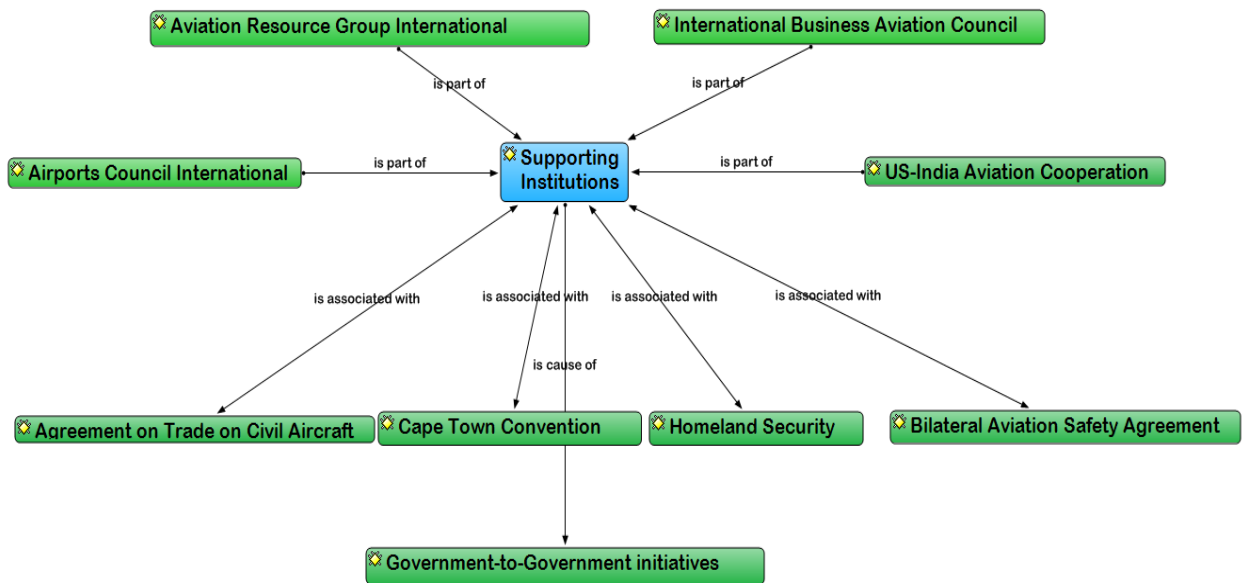 Aviation Resource Group International
International Business Aviation Council
is part of
is part of
Airports Council International
is part of
Supporting
Institutions
is part of
US-India Aviation Cooperation
is associated with
is associated with
is associated with
is associated with
is cause of
Agreement on Trade on Civil Aircraft
Cape Town Convention
Homeland Security
Bilateral Aviation Safety Agreement
Government-to-Government initiatives